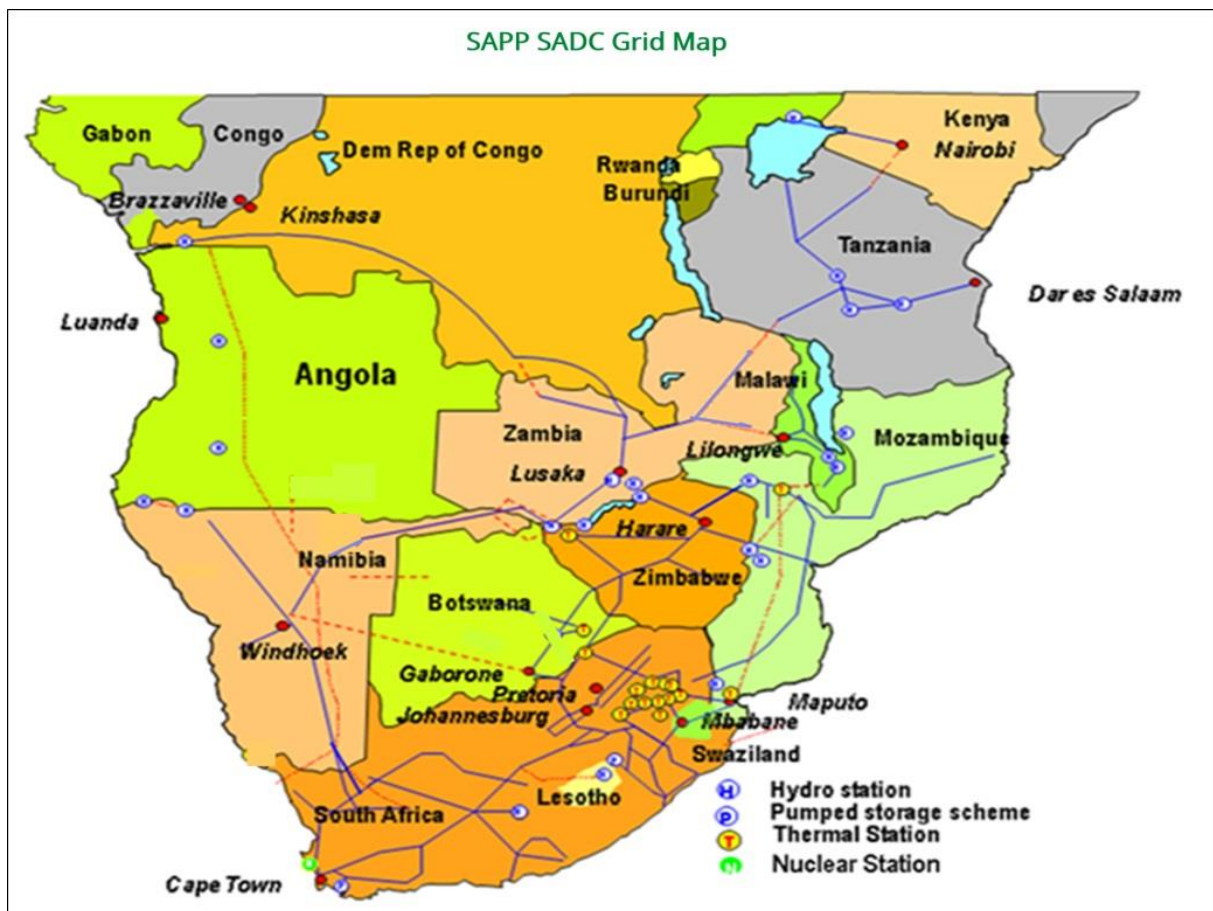 SAPP SADC Grid Map
Gabon
Congo
Dem Rep of Congo
Kenya
Nairobi
Rwanda
Burundi
Brazzaville
Kinshasa
Tanzania
Dar es Salaam
Luanda
Angola
Malawi
Zambia
Mozambique
Lusaka
Lilongwe
Harare
Namibia
Zimbabwe
Botswana
Windhoek
Gaborone
Pretoria
Johannesburg
Maputo
Mbabane
Swaziland
Lesotho
South Africa
Cape Town
H Hydro station
P Pumped storage scheme
T Thermal Station
N Nuclear Station